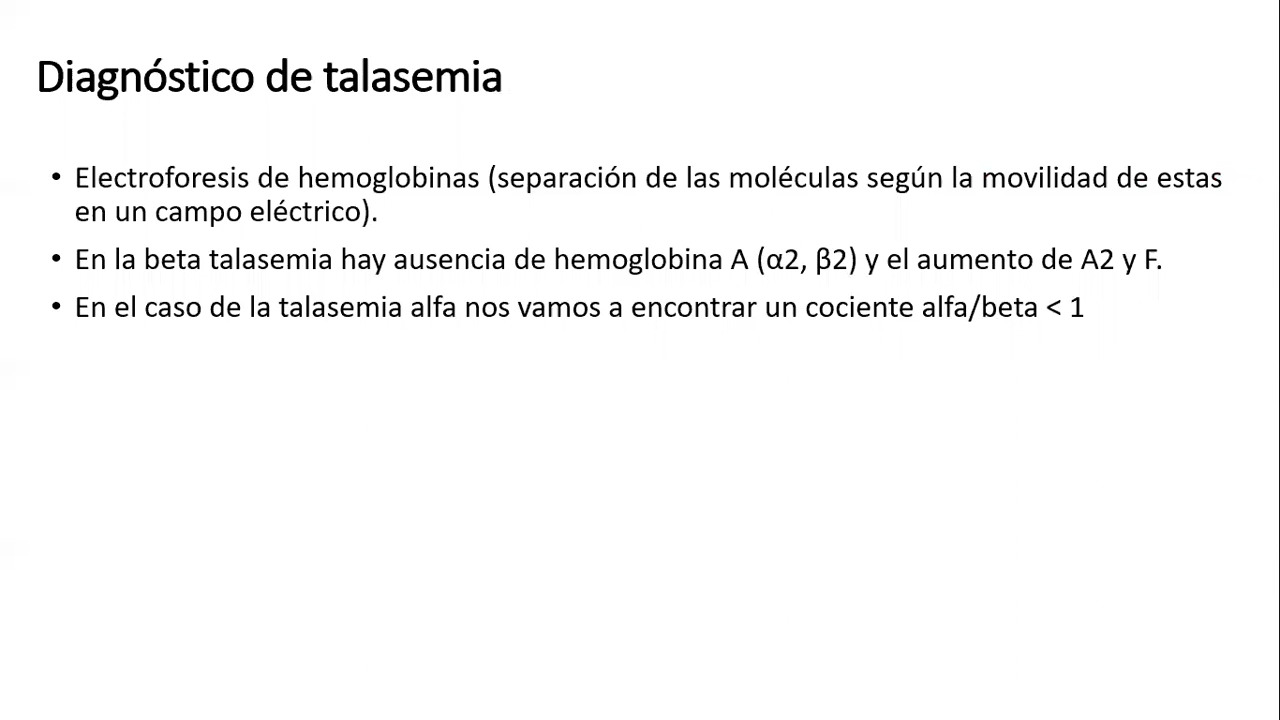 Diagnóstico de talasemia
• Electroforesis de hemoglobinas (separación de las moléculas según la movilidad de estas
en un campo eléctrico).
• En la beta talasemia hay ausencia de hemoglobina A (α2, β2) y el aumento de A2 y F.
• En el caso de la talasemia alfa nos vamos a encontrar un cociente alfa/beta < 1